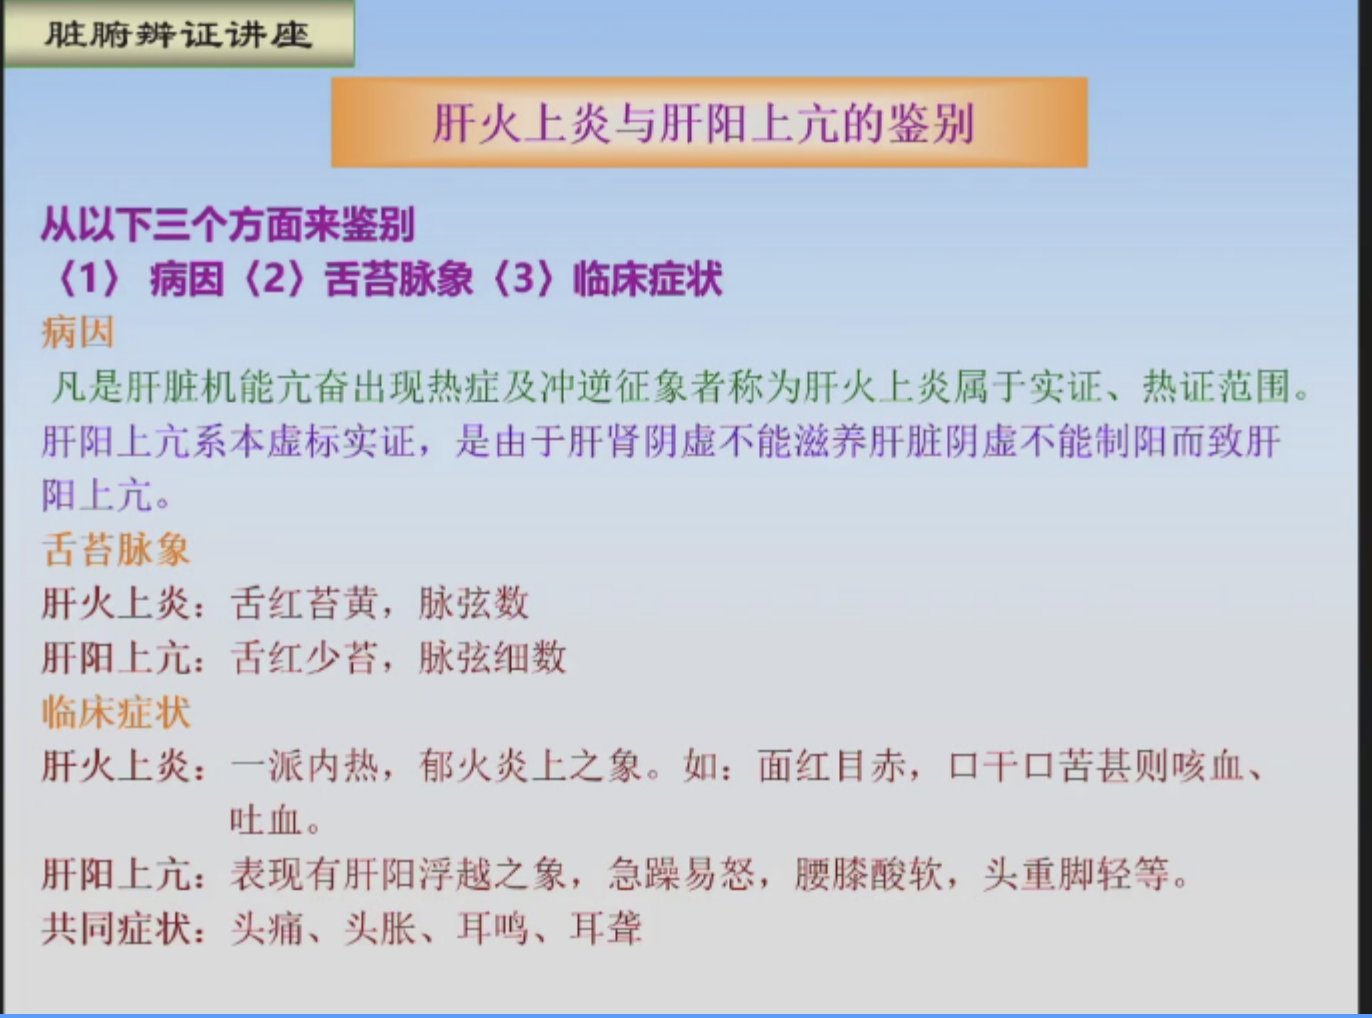 脏腑辨证讲座
肝火上炎与肝阳上亢的鉴别
从以下三个方面来鉴别
〈1〉 病因〈2〉舌苔脉象〈3〉临床症状
病因
凡是肝脏机能亢奋出现热症及冲逆征象者称为肝火上炎属于实证、热证范围。
肝阳上亢系本虚标实证，是由于肝肾阴虚不能滋养肝脏阴虚不能制阳而致肝
阳上亢。
舌苔脉象
肝火上炎：舌红苔黄，脉弦数
肝阳上亢：舌红少苔，脉弦细数
临床症状
肝火上炎：一派内热，郁火炎上之象。如：面红目赤，口干口苦甚则咳血、
吐血。
肝阳上亢：表现有肝阳浮越之象，急躁易怒，腰膝酸软，头重脚轻等。
共同症状：头痛、头胀、耳鸣、耳聋